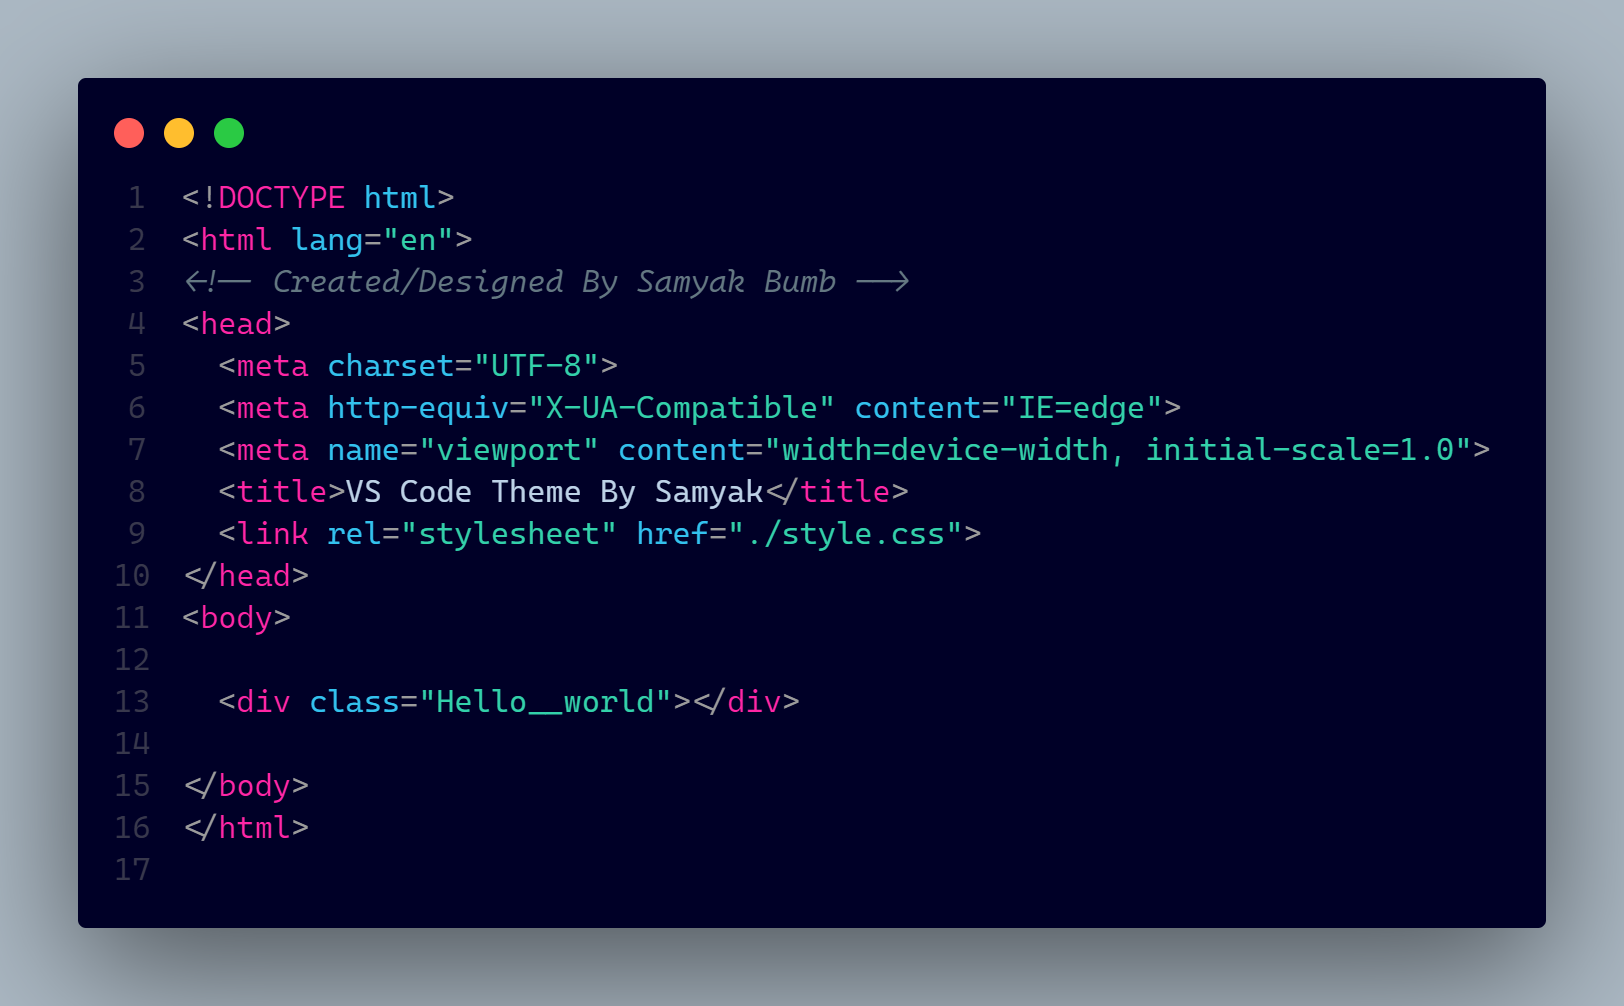 1 <!DOCTYPE html>
2 <html lang="en">
3 <!-- Created/Designed By Samyak Bumb -->
4 <head>
5   <meta charset="UTF-8">
6   <meta http-equiv="X-UA-Compatible" content="IE=edge">
7   <meta name="viewport" content="width=device-width, initial-scale=1.0">
8   <title>VS Code Theme By Samyak</title>
9   <link rel="stylesheet" href="./style.css">
10 </head>
11 <body>
12
13   <div class="Hello__world"></div>
14
15 </body>
16 </html>
17